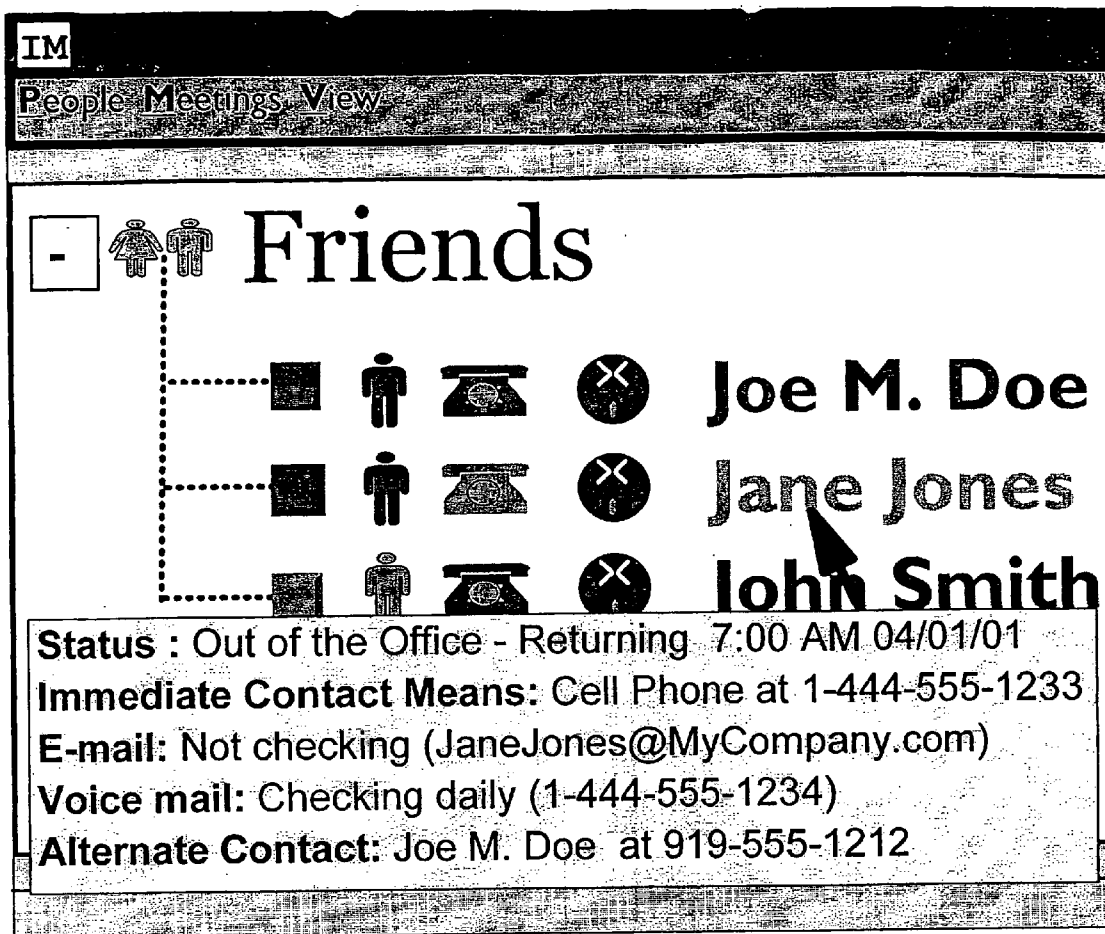 IM
People Meetings View
- Friends
Joe M. Doe
Jane Jones
John Smith
Status : Out of the Office - Returning 7:00 AM 04/01/01
Immediate Contact Means: Cell Phone at 1-444-555-1233
E-mail: Not checking (JaneJones@MyCompany.com)
Voice mail: Checking daily (1-444-555-1234)
Alternate Contact: Joe M. Doe at 919-555-1212